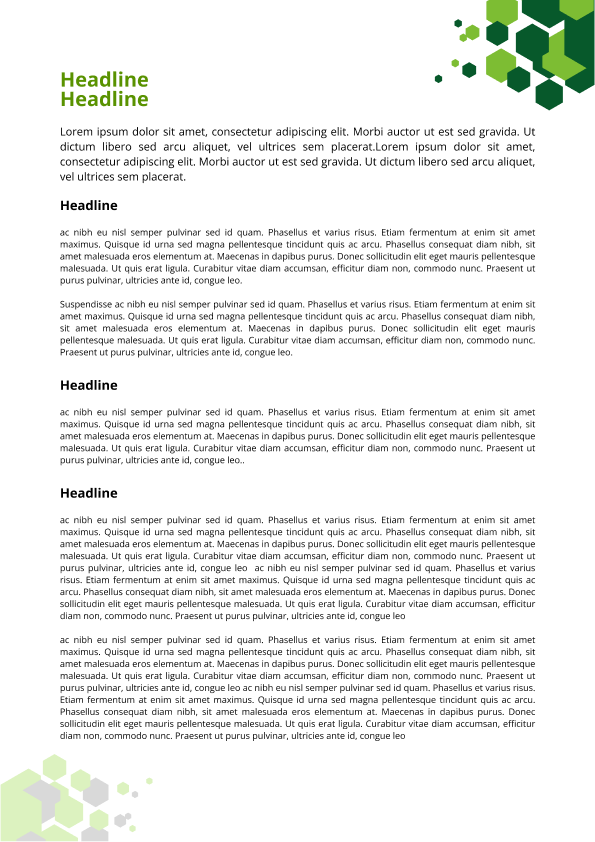 Headline
Headline
Lorem ipsum dolor sit amet, consectetur adipiscing elit. Morbi auctor ut est sed gravida. Ut
dictum libero sed arcu aliquet, vel ultrices sem placerat.Lorem ipsum dolor sit amet,
consectetur adipiscing elit. Morbi auctor ut est sed gravida. Ut dictum libero sed arcu aliquet,
vel ultrices sem placerat.
Headline
ac nibh eu nisl semper pulvinar sed id quam. Phasellus et varius risus. Etiam fermentum at enim sit amet
maximus. Quisque id urna sed magna pellentesque tincidunt quis ac arcu. Phasellus consequat diam nibh, sit
amet malesuada eros elementum at. Maecenas in dapibus purus. Donec sollicitudin elit eget mauris pellentesque
malesuada. Ut quis erat ligula. Curabitur vitae diam accumsan, efficitur diam non, commodo nunc. Praesent ut
purus pulvinar, ultricies ante id, congue leo.
Suspendisse ac nibh eu nisl semper pulvinar sed id quam. Phasellus et varius risus. Etiam fermentum at enim sit
amet maximus. Quisque id urna sed magna pellentesque tincidunt quis ac arcu. Phasellus consequat diam nibh,
sit amet malesuada eros elementum at. Maecenas in dapibus purus. Donec sollicitudin elit eget mauris
pellentesque malesuada. Ut quis erat ligula. Curabitur vitae diam accumsan, efficitur diam non, commodo nunc.
Praesent ut purus pulvinar, ultricies ante id, congue leo.
Headline
ac nibh eu nisl semper pulvinar sed id quam. Phasellus et varius risus. Etiam fermentum at enim sit amet
maximus. Quisque id urna sed magna pellentesque tincidunt quis ac arcu. Phasellus consequat diam nibh, sit
amet malesuada eros elementum at. Maecenas in dapibus purus. Donec sollicitudin elit eget mauris pellentesque
malesuada. Ut quis erat ligula. Curabitur vitae diam accumsan, efficitur diam non, commodo nunc. Praesent ut
purus pulvinar, ultricies ante id, congue leo..
Headline
ac nibh eu nisl semper pulvinar sed id quam. Phasellus et varius risus. Etiam fermentum at enim sit amet
maximus. Quisque id urna sed magna pellentesque tincidunt quis ac arcu. Phasellus consequat diam nibh, sit
amet malesuada eros elementum at. Maecenas in dapibus purus. Donec sollicitudin elit eget mauris pellentesque
malesuada. Ut quis erat ligula. Curabitur vitae diam accumsan, efficitur diam non, commodo nunc. Praesent ut
purus pulvinar, ultricies ante id, congue leo  ac nibh eu nisl semper pulvinar sed id quam. Phasellus et varius
risus. Etiam fermentum at enim sit amet maximus. Quisque id urna sed magna pellentesque tincidunt quis ac
arcu. Phasellus consequat diam nibh, sit amet malesuada eros elementum at. Maecenas in dapibus purus. Donec
sollicitudin elit eget mauris pellentesque malesuada. Ut quis erat ligula. Curabitur vitae diam accumsan, efficitur
diam non, commodo nunc. Praesent ut purus pulvinar, ultricies ante id, congue leo
ac nibh eu nisl semper pulvinar sed id quam. Phasellus et varius risus. Etiam fermentum at enim sit amet
maximus. Quisque id urna sed magna pellentesque tincidunt quis ac arcu. Phasellus consequat diam nibh, sit
amet malesuada eros elementum at. Maecenas in dapibus purus. Donec sollicitudin elit eget mauris pellentesque
malesuada. Ut quis erat ligula. Curabitur vitae diam accumsan, efficitur diam non, commodo nunc. Praesent ut
purus pulvinar, ultricies ante id, congue leo ac nibh eu nisl semper pulvinar sed id quam. Phasellus et varius risus.
Etiam fermentum at enim sit amet maximus. Quisque id urna sed magna pellentesque tincidunt quis ac arcu.
Phasellus consequat diam nibh, sit amet malesuada eros elementum at. Maecenas in dapibus purus. Donec
sollicitudin elit eget mauris pellentesque malesuada. Ut quis erat ligula. Curabitur vitae diam accumsan, efficitur
diam non, commodo nunc. Praesent ut purus pulvinar, ultricies ante id, congue leo